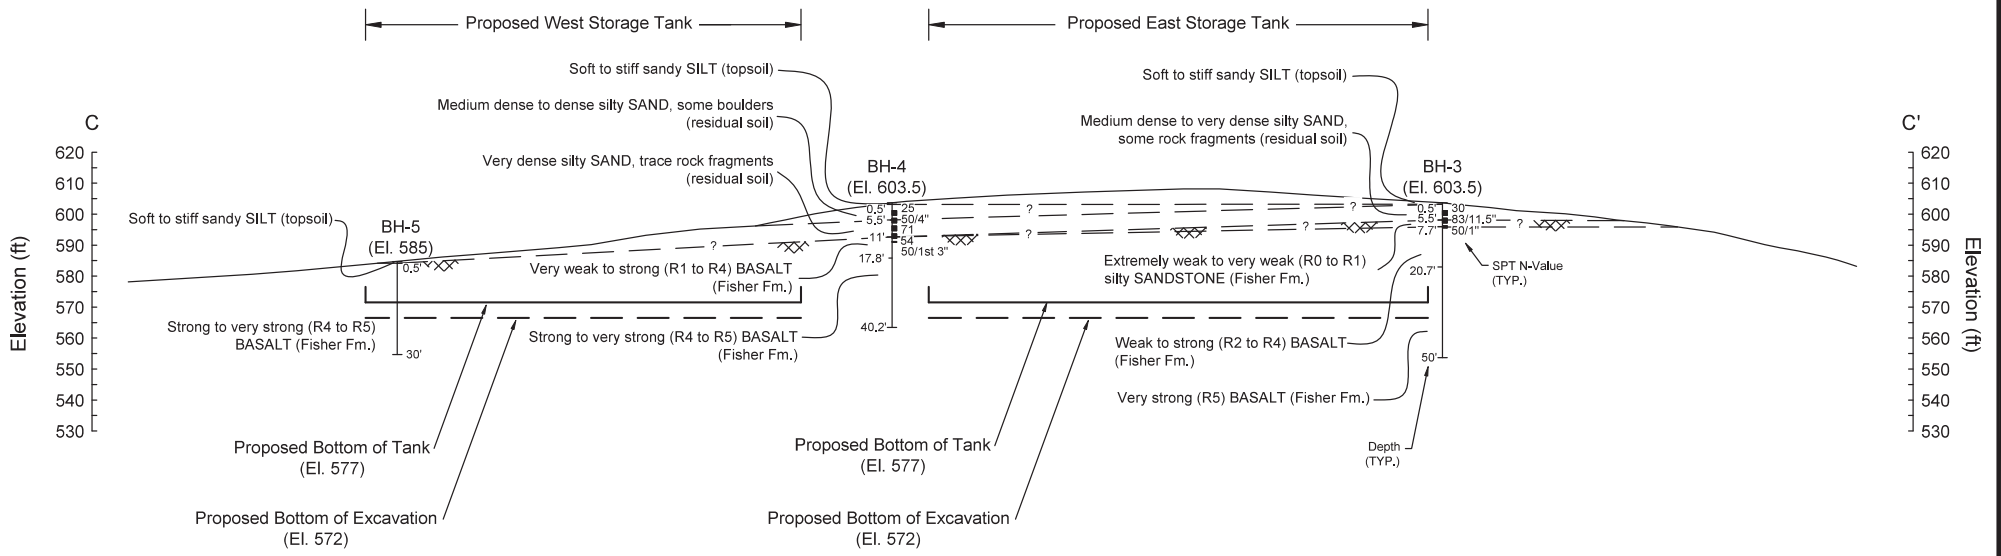 Proposed West Storage Tank
Proposed East Storage Tank
Soft to stiff sandy SILT (topsoil)
Medium dense to dense silty SAND, some boulders
(residual soil)
Very dense silty SAND, trace rock fragments
(residual soil)
Soft to stiff sandy SILT (topsoil)
Medium dense to very dense silty SAND,
some rock fragments (residual soil)
C
C'
620
610
600
590
580
570
560
550
540
530
Elevation (ft)
620
610
600
590
580
570
560
550
540
530
Elevation (ft)
Soft to stiff sandy SILT (topsoil)
BH-5
(El. 585)
0.5'
30'
BH-4
(El. 603.5)
0.5'
25
5.5'
50/4"
71
11'
54
50/1st 3"
17.8'
40.2'
BH-3
(El. 603.5)
0.5'
30
5.5'
83/11.5"
7.7'
50/1"
20.7'
50'
?
?
?
?
?
?
?
Very weak to strong (R1 to R4) BASALT
(Fisher Fm.)
Extremely weak to very weak (R0 to R1)
silty SANDSTONE (Fisher Fm.)
SPT N-Value
(TYP.)
Strong to very strong (R4 to R5)
BASALT (Fisher Fm.)
Strong to very strong (R4 to R5) BASALT
(Fisher Fm.)
Weak to strong (R2 to R4) BASALT
(Fisher Fm.)
Very strong (R5) BASALT (Fisher Fm.)
Proposed Bottom of Tank
(El. 577)
Proposed Bottom of Tank
(El. 577)
Depth
(TYP.)
Proposed Bottom of Excavation
(El. 572)
Proposed Bottom of Excavation
(El. 572)